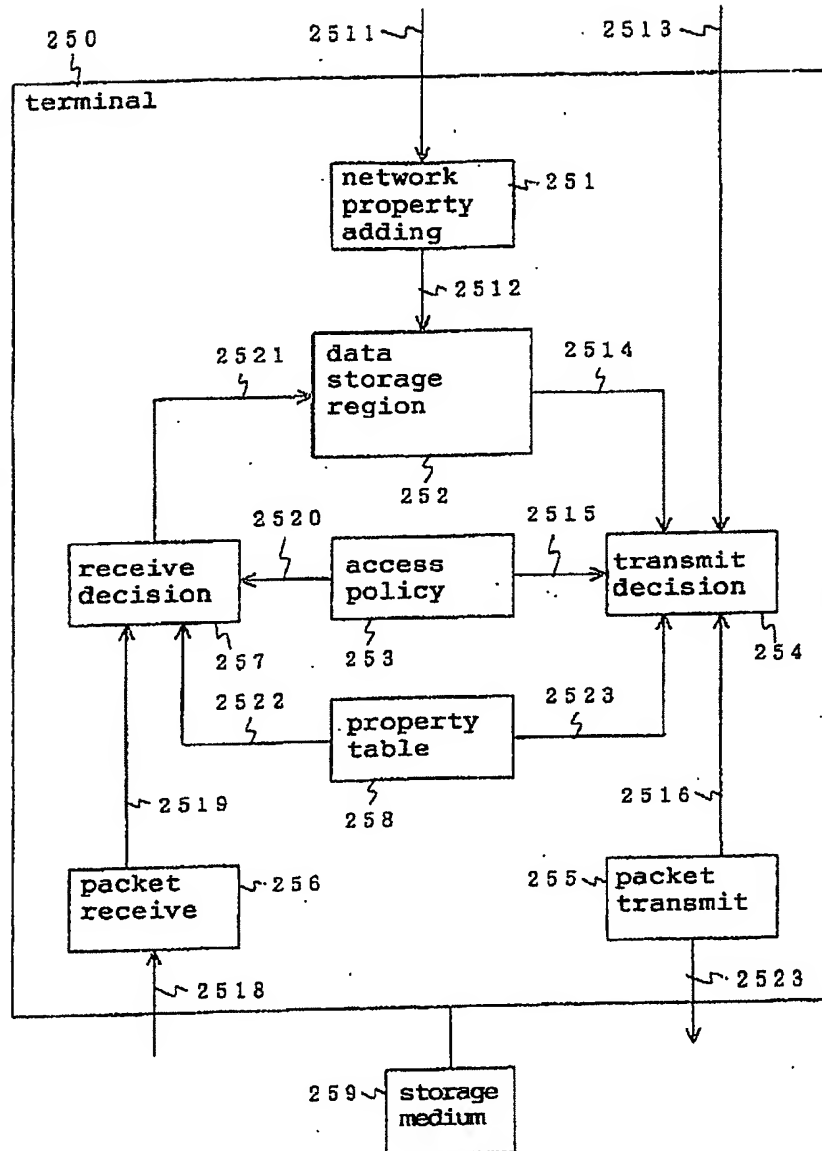 2511
2513
250
terminal
network
property
adding
251
2512
2521
2514
data
storage
region
252
2520
2515
receive
decision
access
policy
transmit
decision
257
253
254
2522
2523
property
table
2519
258
2516
packet
receive
256
255
packet
transmit
2518
2523
259
storage
medium